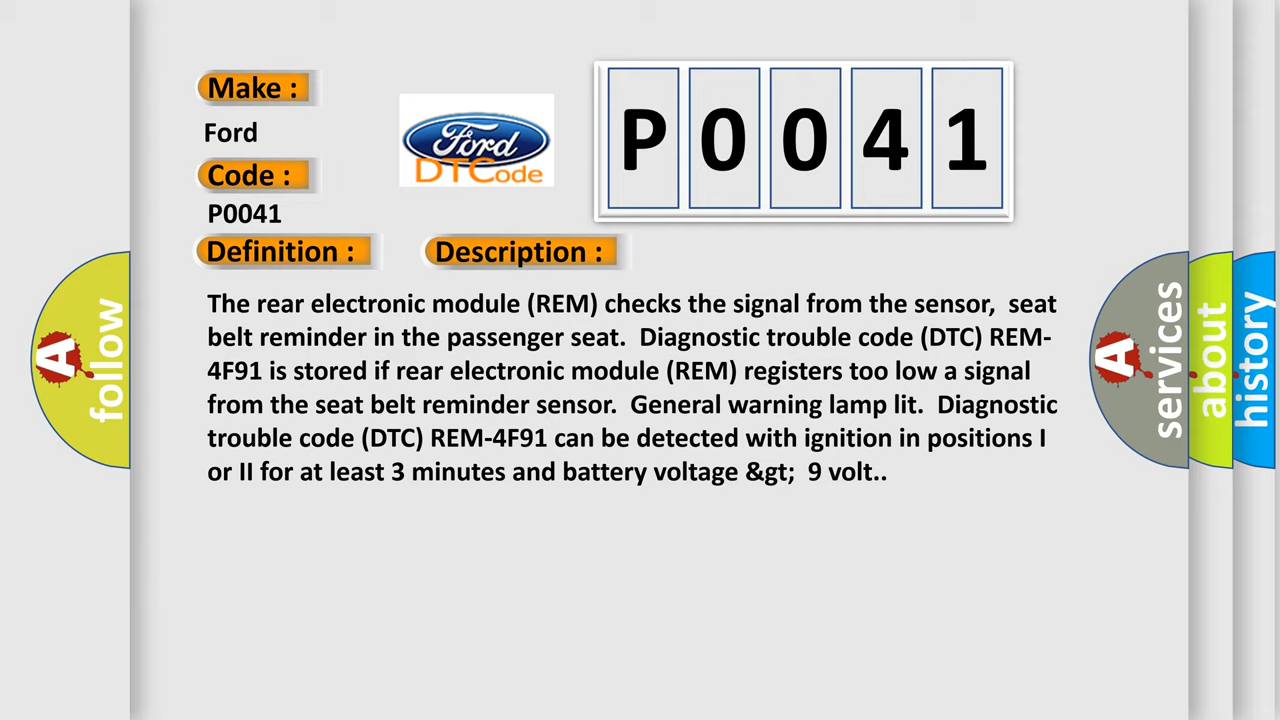 Make :
Ford
Code :
P0041
Definition :
Description :
Ford
DTCode
P0041
The rear electronic module (REM) checks the signal from the sensor,  seat
belt reminder in the passenger seat.  Diagnostic trouble code (DTC) REM-
4F91 is stored if rear electronic module (REM) registers too low a signal
from the seat belt reminder sensor.  General warning lamp lit.  Diagnostic
trouble code (DTC) REM-4F91 can be detected with ignition in positions I
or II for at least 3 minutes and battery voltage &gt;  9 volt..
A follow
A services
about
history